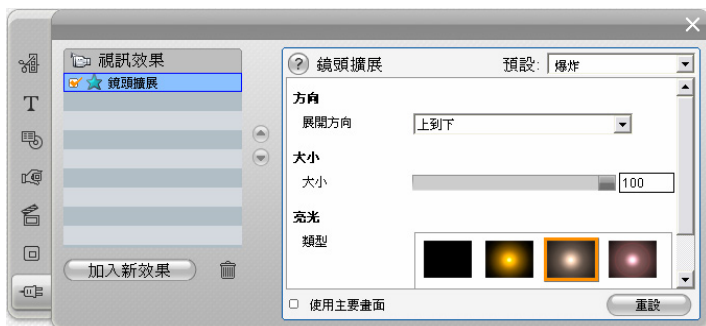 視訊效果
鏡頭擴展
加入新效果
? 鏡頭擴展
預設: 爆炸
方向
展開方向 上到下
大小
大小 100
亮光
類型
使用主要畫面
重設
T